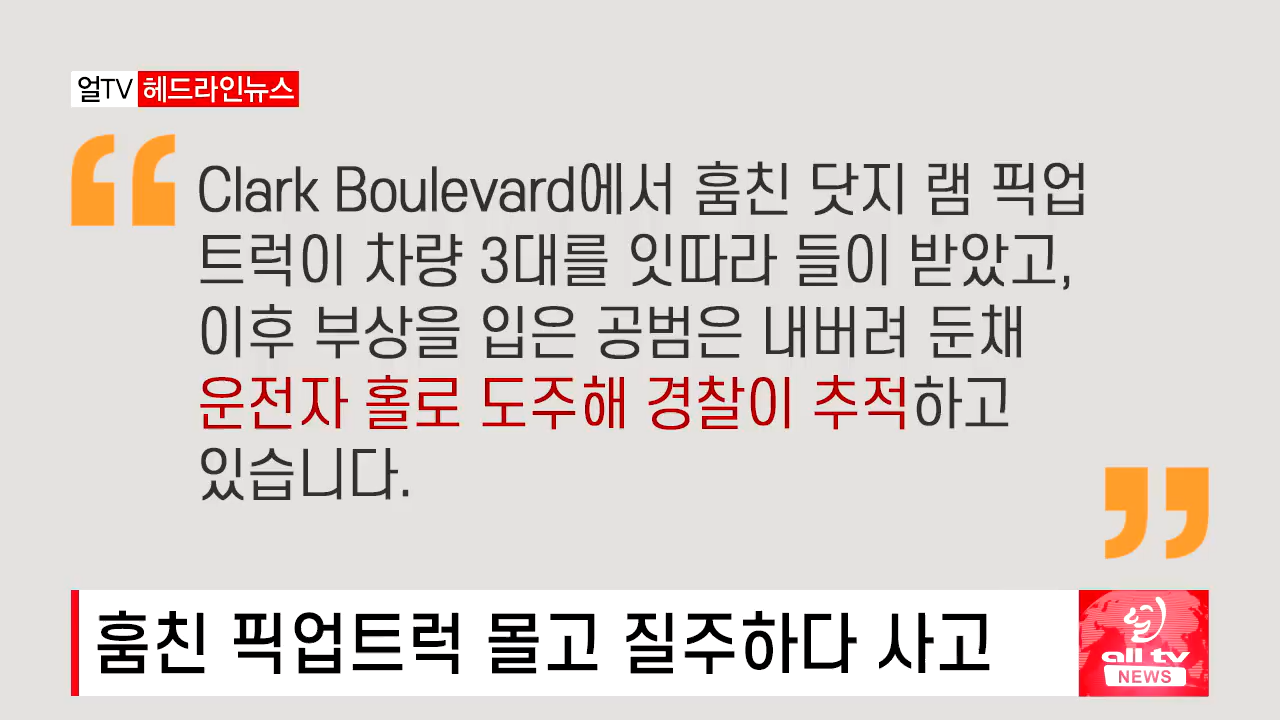 얼TV 헤드라인뉴스
“
Clark Boulevard에서 훔친 닷지 램 픽업
트럭이 차량 3대를 잇따라 들이 받았고,
이후 부상을 입은 공범은 내버려 둔채
운전자 홀로 도주해 경찰이 추적하고
있습니다.
”
훔친 픽업트럭 몰고 질주하다 사고
얼
all tv
NEWS